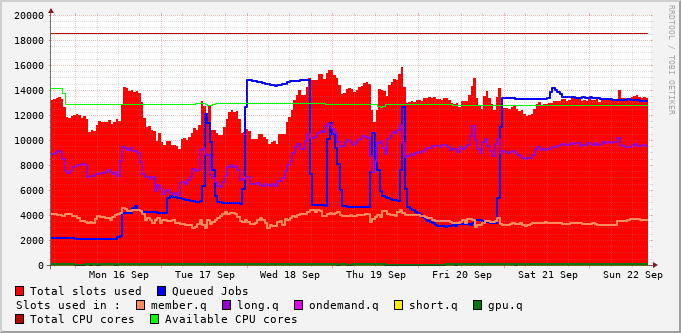 20000
18000
16000
14000
12000
10000
8000
6000
4000
2000
0
Mon 16 Sep Tue 17 Sep Wed 18 Sep Thu 19 Sep Fri 20 Sep Sat 21 Sep Sun 22 Sep
Total slots used Queued Jobs
Slots used in : member.q long.q ondemand.q short.q gpu.q
Total CPU cores Available CPU cores
RRDTOOL / TOBI OETIKER